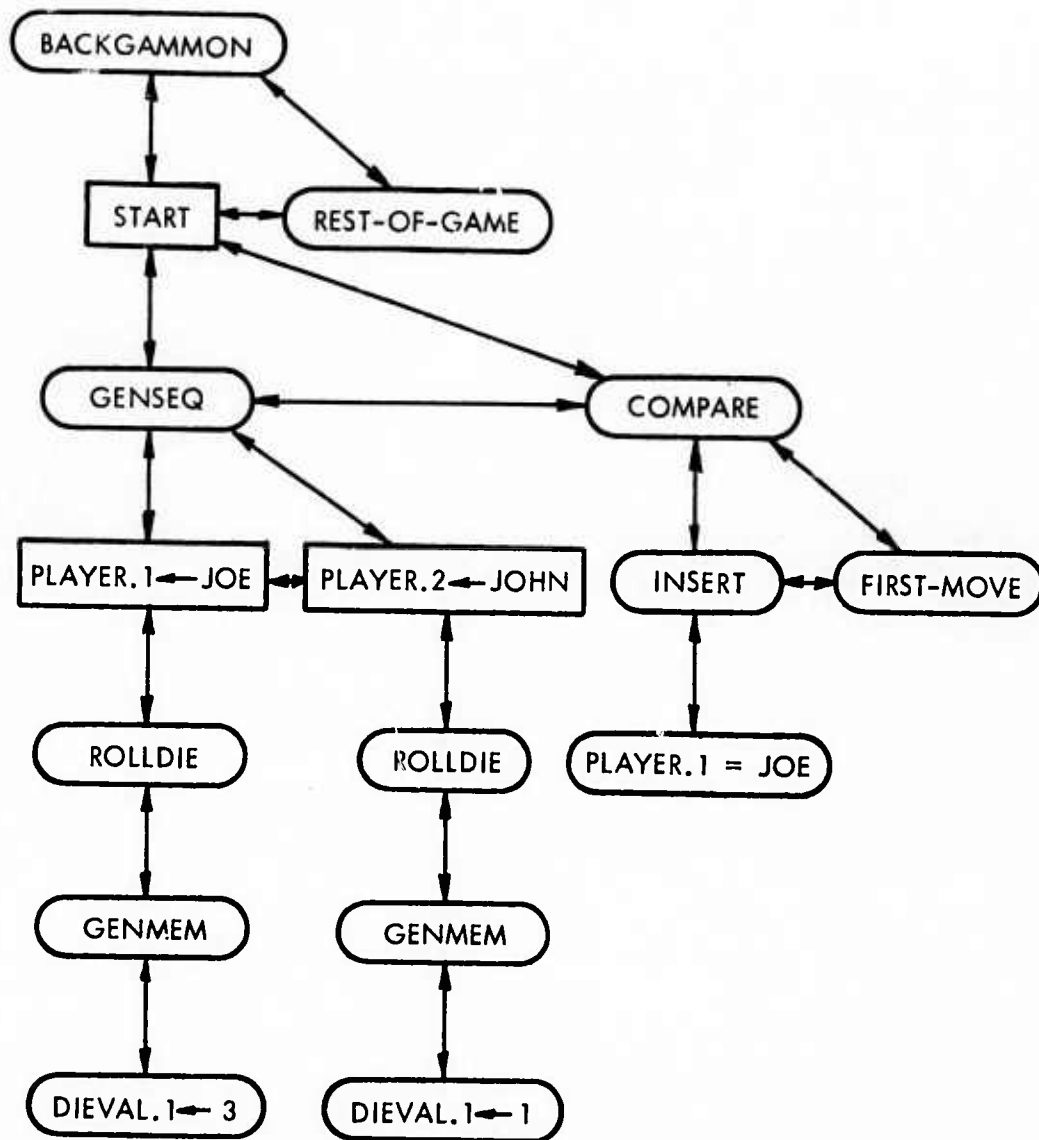 BACKGAMMON
START
REST-OF-GAME
GENSEQ
COMPARE
PLAYER.1←JOE
PLAYER.2←JOHN
INSERT
FIRST-MOVE
ROLLDIE
ROLLDIE
PLAYER.1 = JOE
GENMEM
GENMEM
DIEVAL.1←3
DIEVAL.1←1